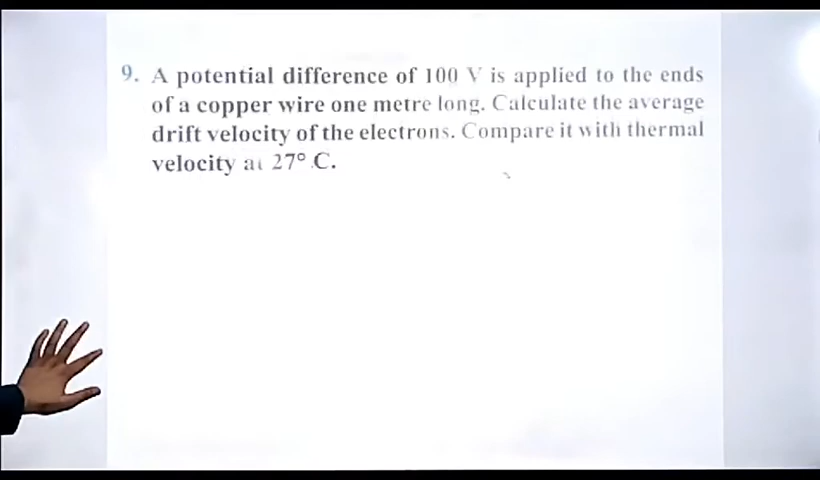 9. A potential difference of 100 V is applied to the ends
of a copper wire one metre long. Calculate the average
drift velocity of the electrons. Compare it with thermal
velocity at 27° C.